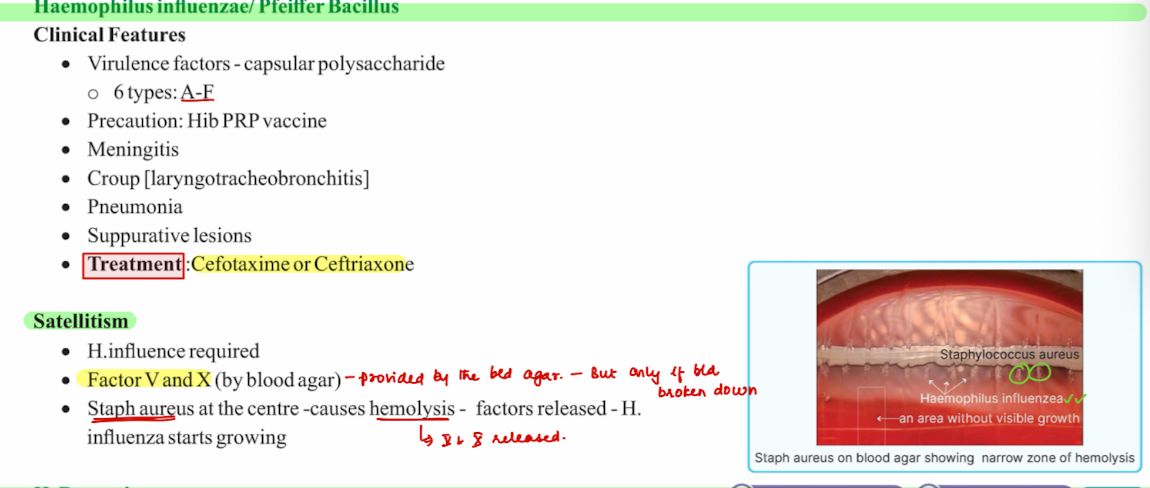 Haemophilus influenzae/ Pfeiffer Bacillus
Clinical Features
• Virulence factors - capsular polysaccharide
o 6 types: A-F
• Precaution: Hib PRP vaccine
• Meningitis
• Croup [laryngotracheobronchitis]
• Pneumonia
• Suppurative lesions
• Treatment:Cefotaxime or Ceftriaxone
Satellitism
• H.influence required
• Factor V and X (by blood agar) - provided by the bld agar. - But only if bld
broken down
• Staph aureus at the centre -causes hemolysis - factors released - H.
influenza starts growing
↳ X & V released.
Staphylococcus aureus
Haemophilus influenzea ✓✓
an area without visible growth
Staph aureus on blood agar showing narrow zone of hemolysis